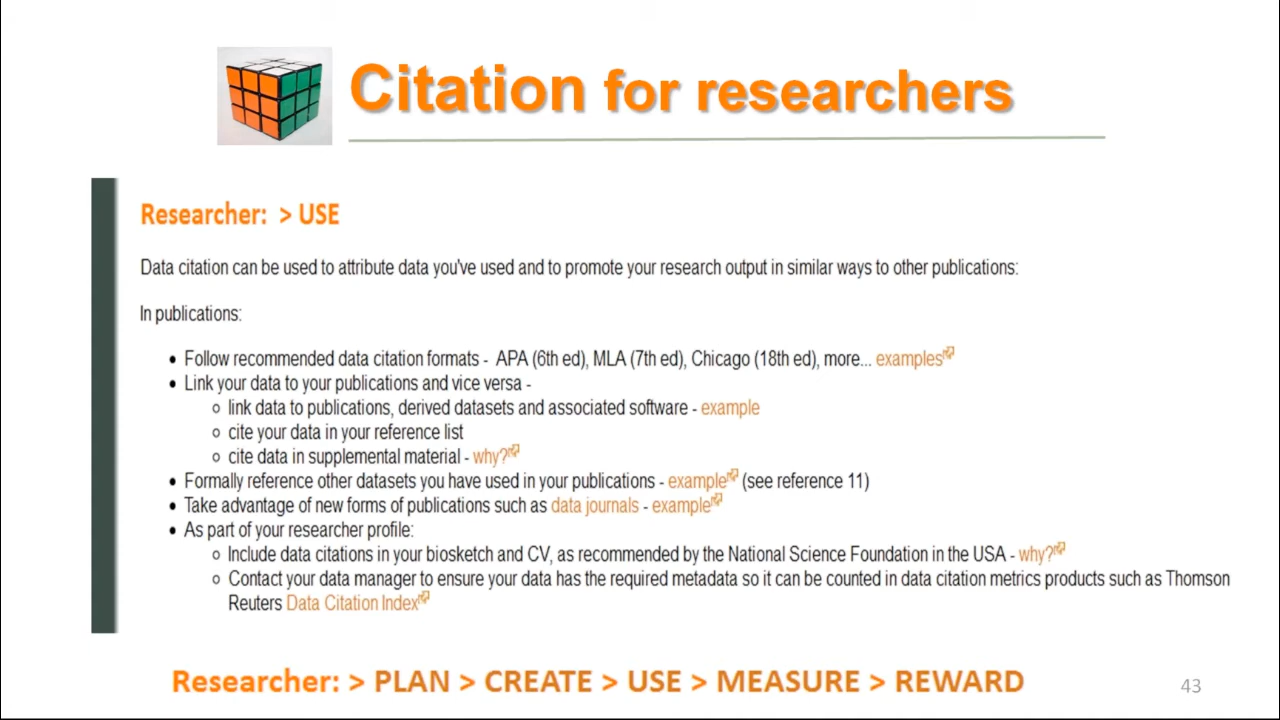 Citation for researchers
Researcher: > USE
Data citation can be used to attribute data you've used and to promote your research output in similar ways to other publications:
In publications:
• Follow recommended data citation formats - APA (6th ed), MLA (7th ed), Chicago (18th ed), more... examples
• Link your data to your publications and vice versa -
o link data to publications, derived datasets and associated software - example
o cite your data in your reference list
o cite data in supplemental material - why?
• Formally reference other datasets you have used in your publications - example (see reference 11)
• Take advantage of new forms of publications such as data journals - example
• As part of your researcher profile:
o Include data citations in your biosketch and CV, as recommended by the National Science Foundation in the USA - why?
o Contact your data manager to ensure your data has the required metadata so it can be counted in data citation metrics products such as Thomson
Reuters Data Citation Index
Researcher: > PLAN > CREATE > USE > MEASURE > REWARD
43